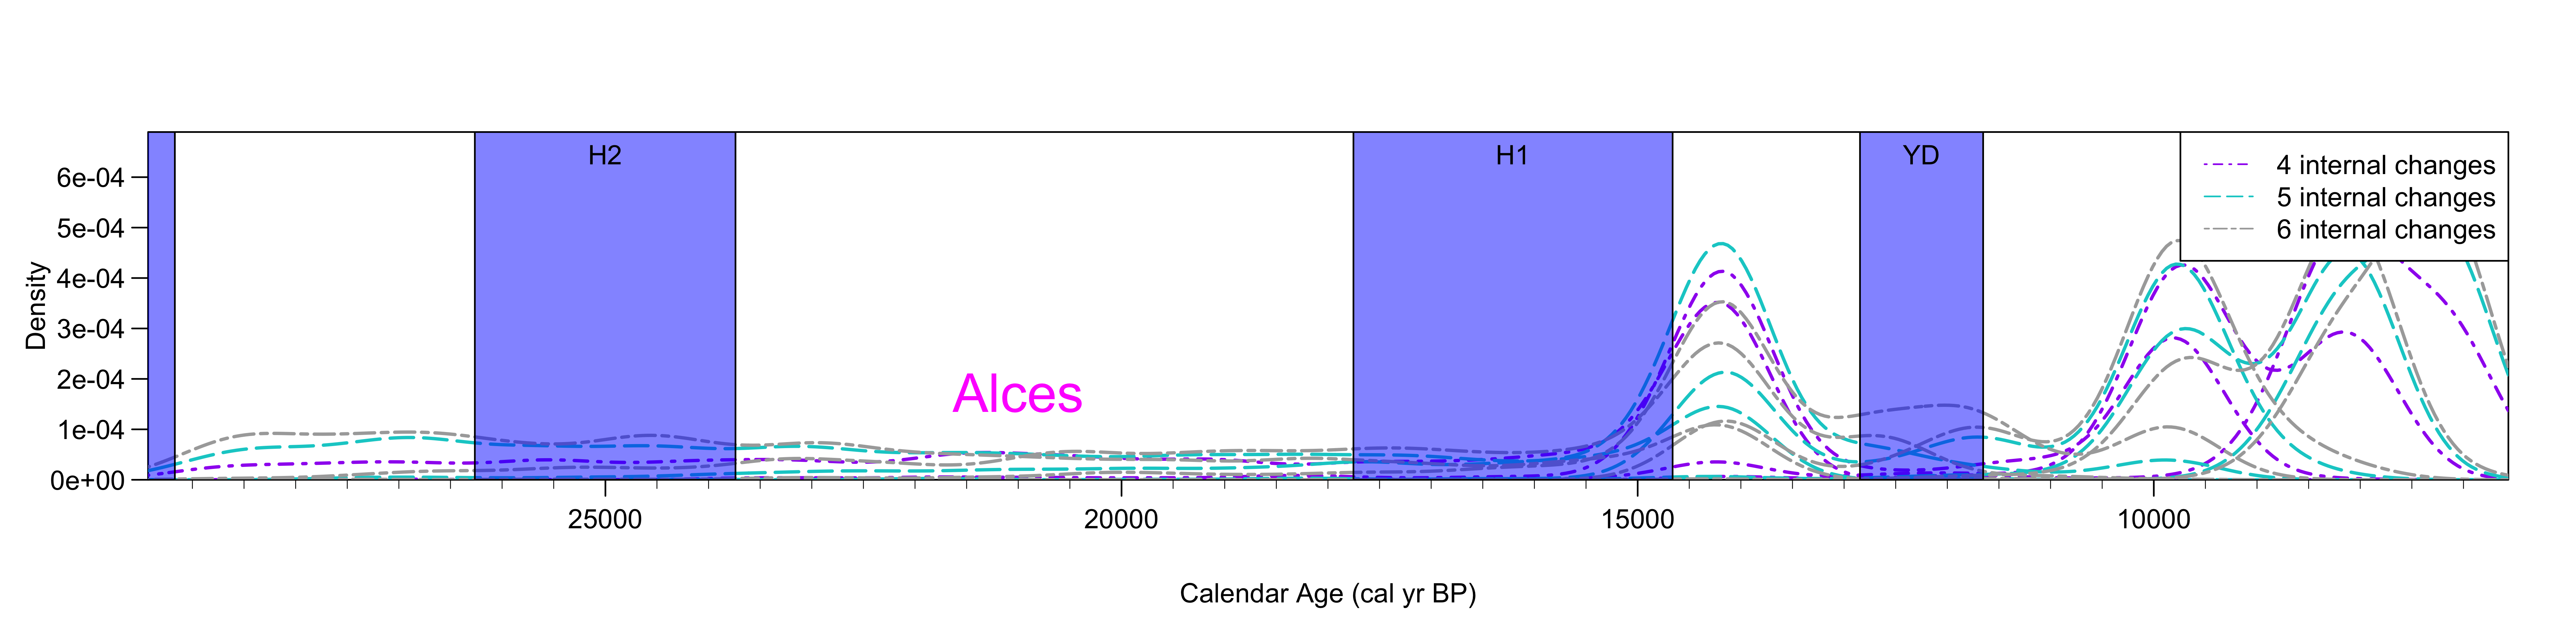 H2
H1
YD
4 internal changes
5 internal changes
6 internal changes
6e-04
5e-04
4e-04
3e-04
2e-04
1e-04
0e+00
Density
Alces
25000
20000
15000
10000
Calendar Age (cal yr BP)